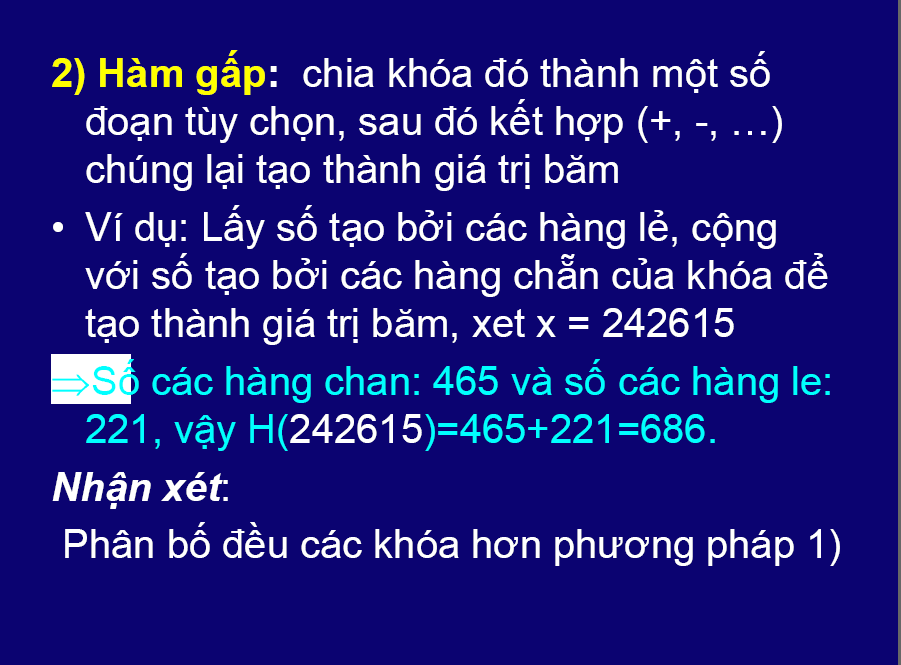 2) Hàm gấp:  chia khóa đó thành một số
đoạn tùy chọn, sau đó kết hợp (+, -, …)
chúng lại tạo thành giá trị băm
• Ví dụ: Lấy số tạo bởi các hàng lẻ, cộng
với số tạo bởi các hàng chẵn của khóa để
tạo thành giá trị băm, xet x = 242615
⇒Số các hàng chan: 465 và số các hàng le:
221, vậy H(242615)=465+221=686.
Nhận xét:
Phân bố đều các khóa hơn phương pháp 1)